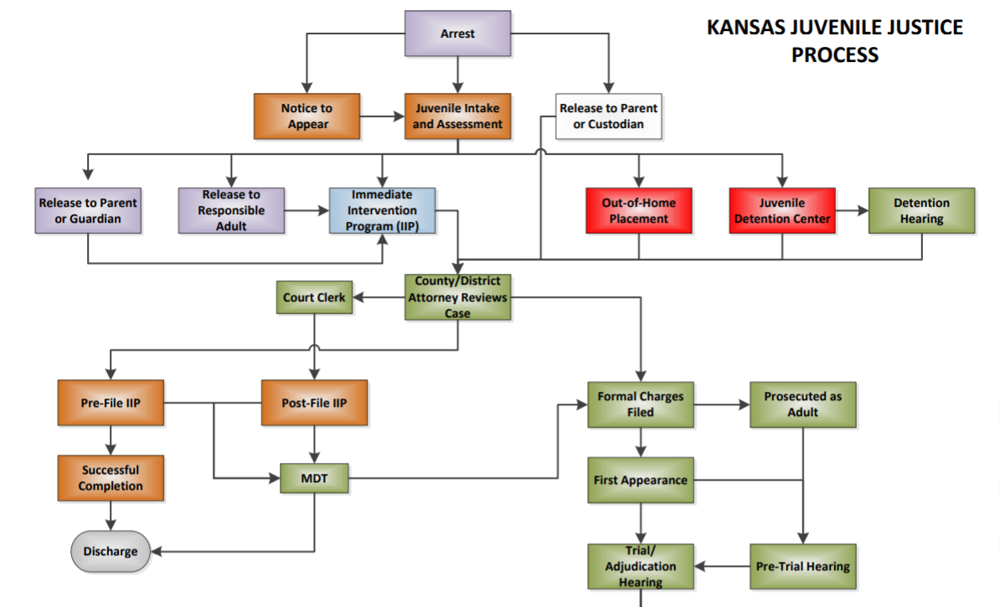 KANSAS JUVENILE JUSTICE
PROCESS
Arrest
Notice to
Appear
Juvenile Intake
and Assessment
Release to Parent
or Custodian
Release to Parent
or Guardian
Release to
Responsible
Adult
Immediate
Intervention
Program (IIP)
Out-of-Home
Placement
Juvenile
Detention Center
Detention
Hearing
Court Clerk
County/District
Attorney Reviews
Case
Pre-File IIP
Post-File IIP
Formal Charges
Filed
Prosecuted as
Adult
Successful
Completion
MDT
First Appearance
Discharge
Trial/
Adjudication
Hearing
Pre-Trial Hearing